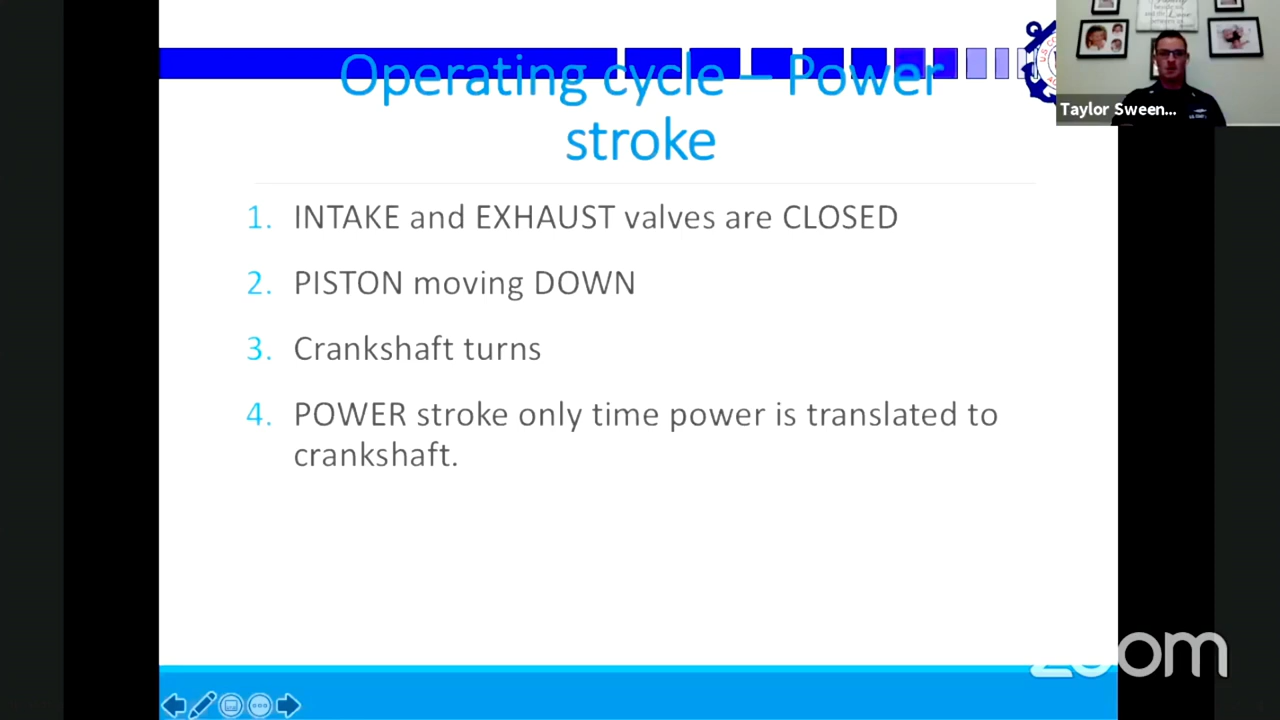 Operating cycle – Power
stroke
1. INTAKE and EXHAUST valves are CLOSED
2. PISTON moving DOWN
3. Crankshaft turns
4. POWER stroke only time power is translated to
crankshaft.
Taylor Sween...
zoom